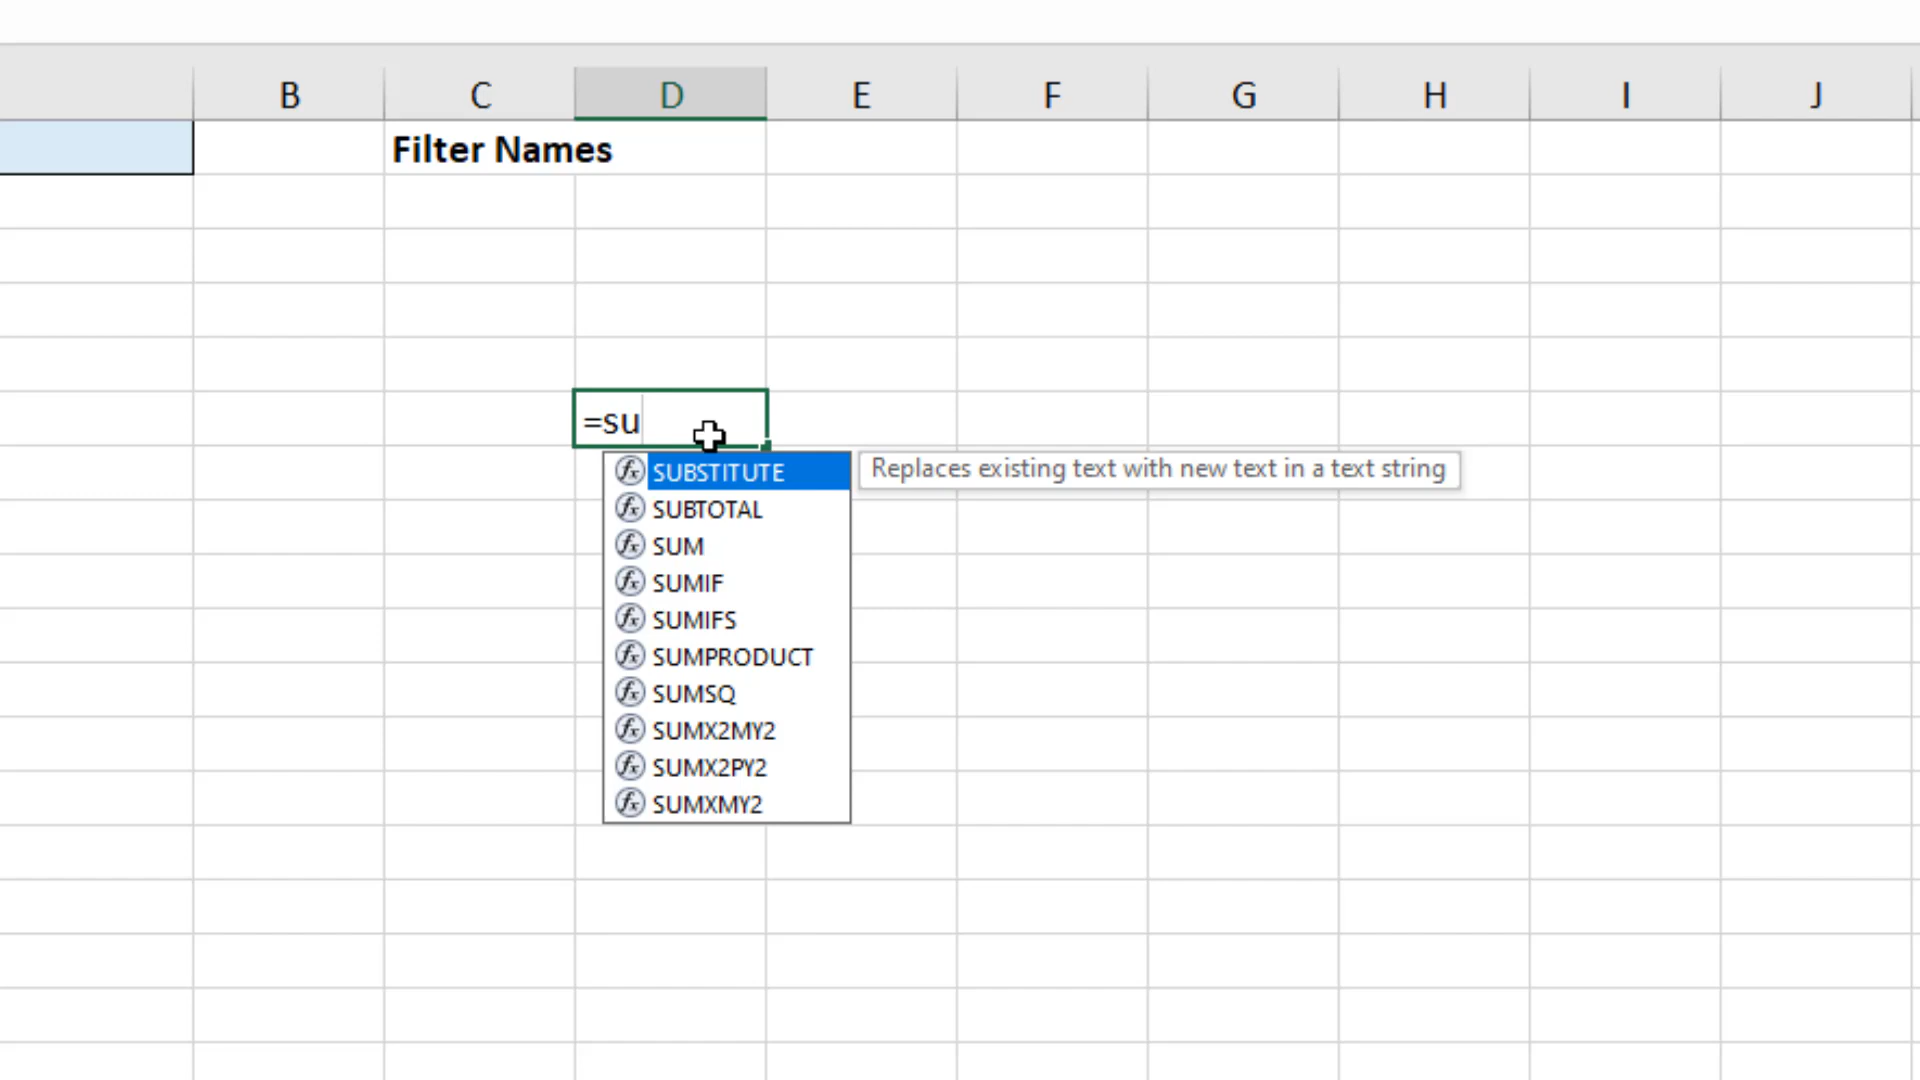 B C D E F G H I J
Filter Names
=su
SUBSTITUTE Replaces existing text with new text in a text string
SUBTOTAL
SUM
SUMIF
SUMIFS
SUMPRODUCT
SUMSQ
SUMX2MY2
SUMX2PY2
SUMXMY2